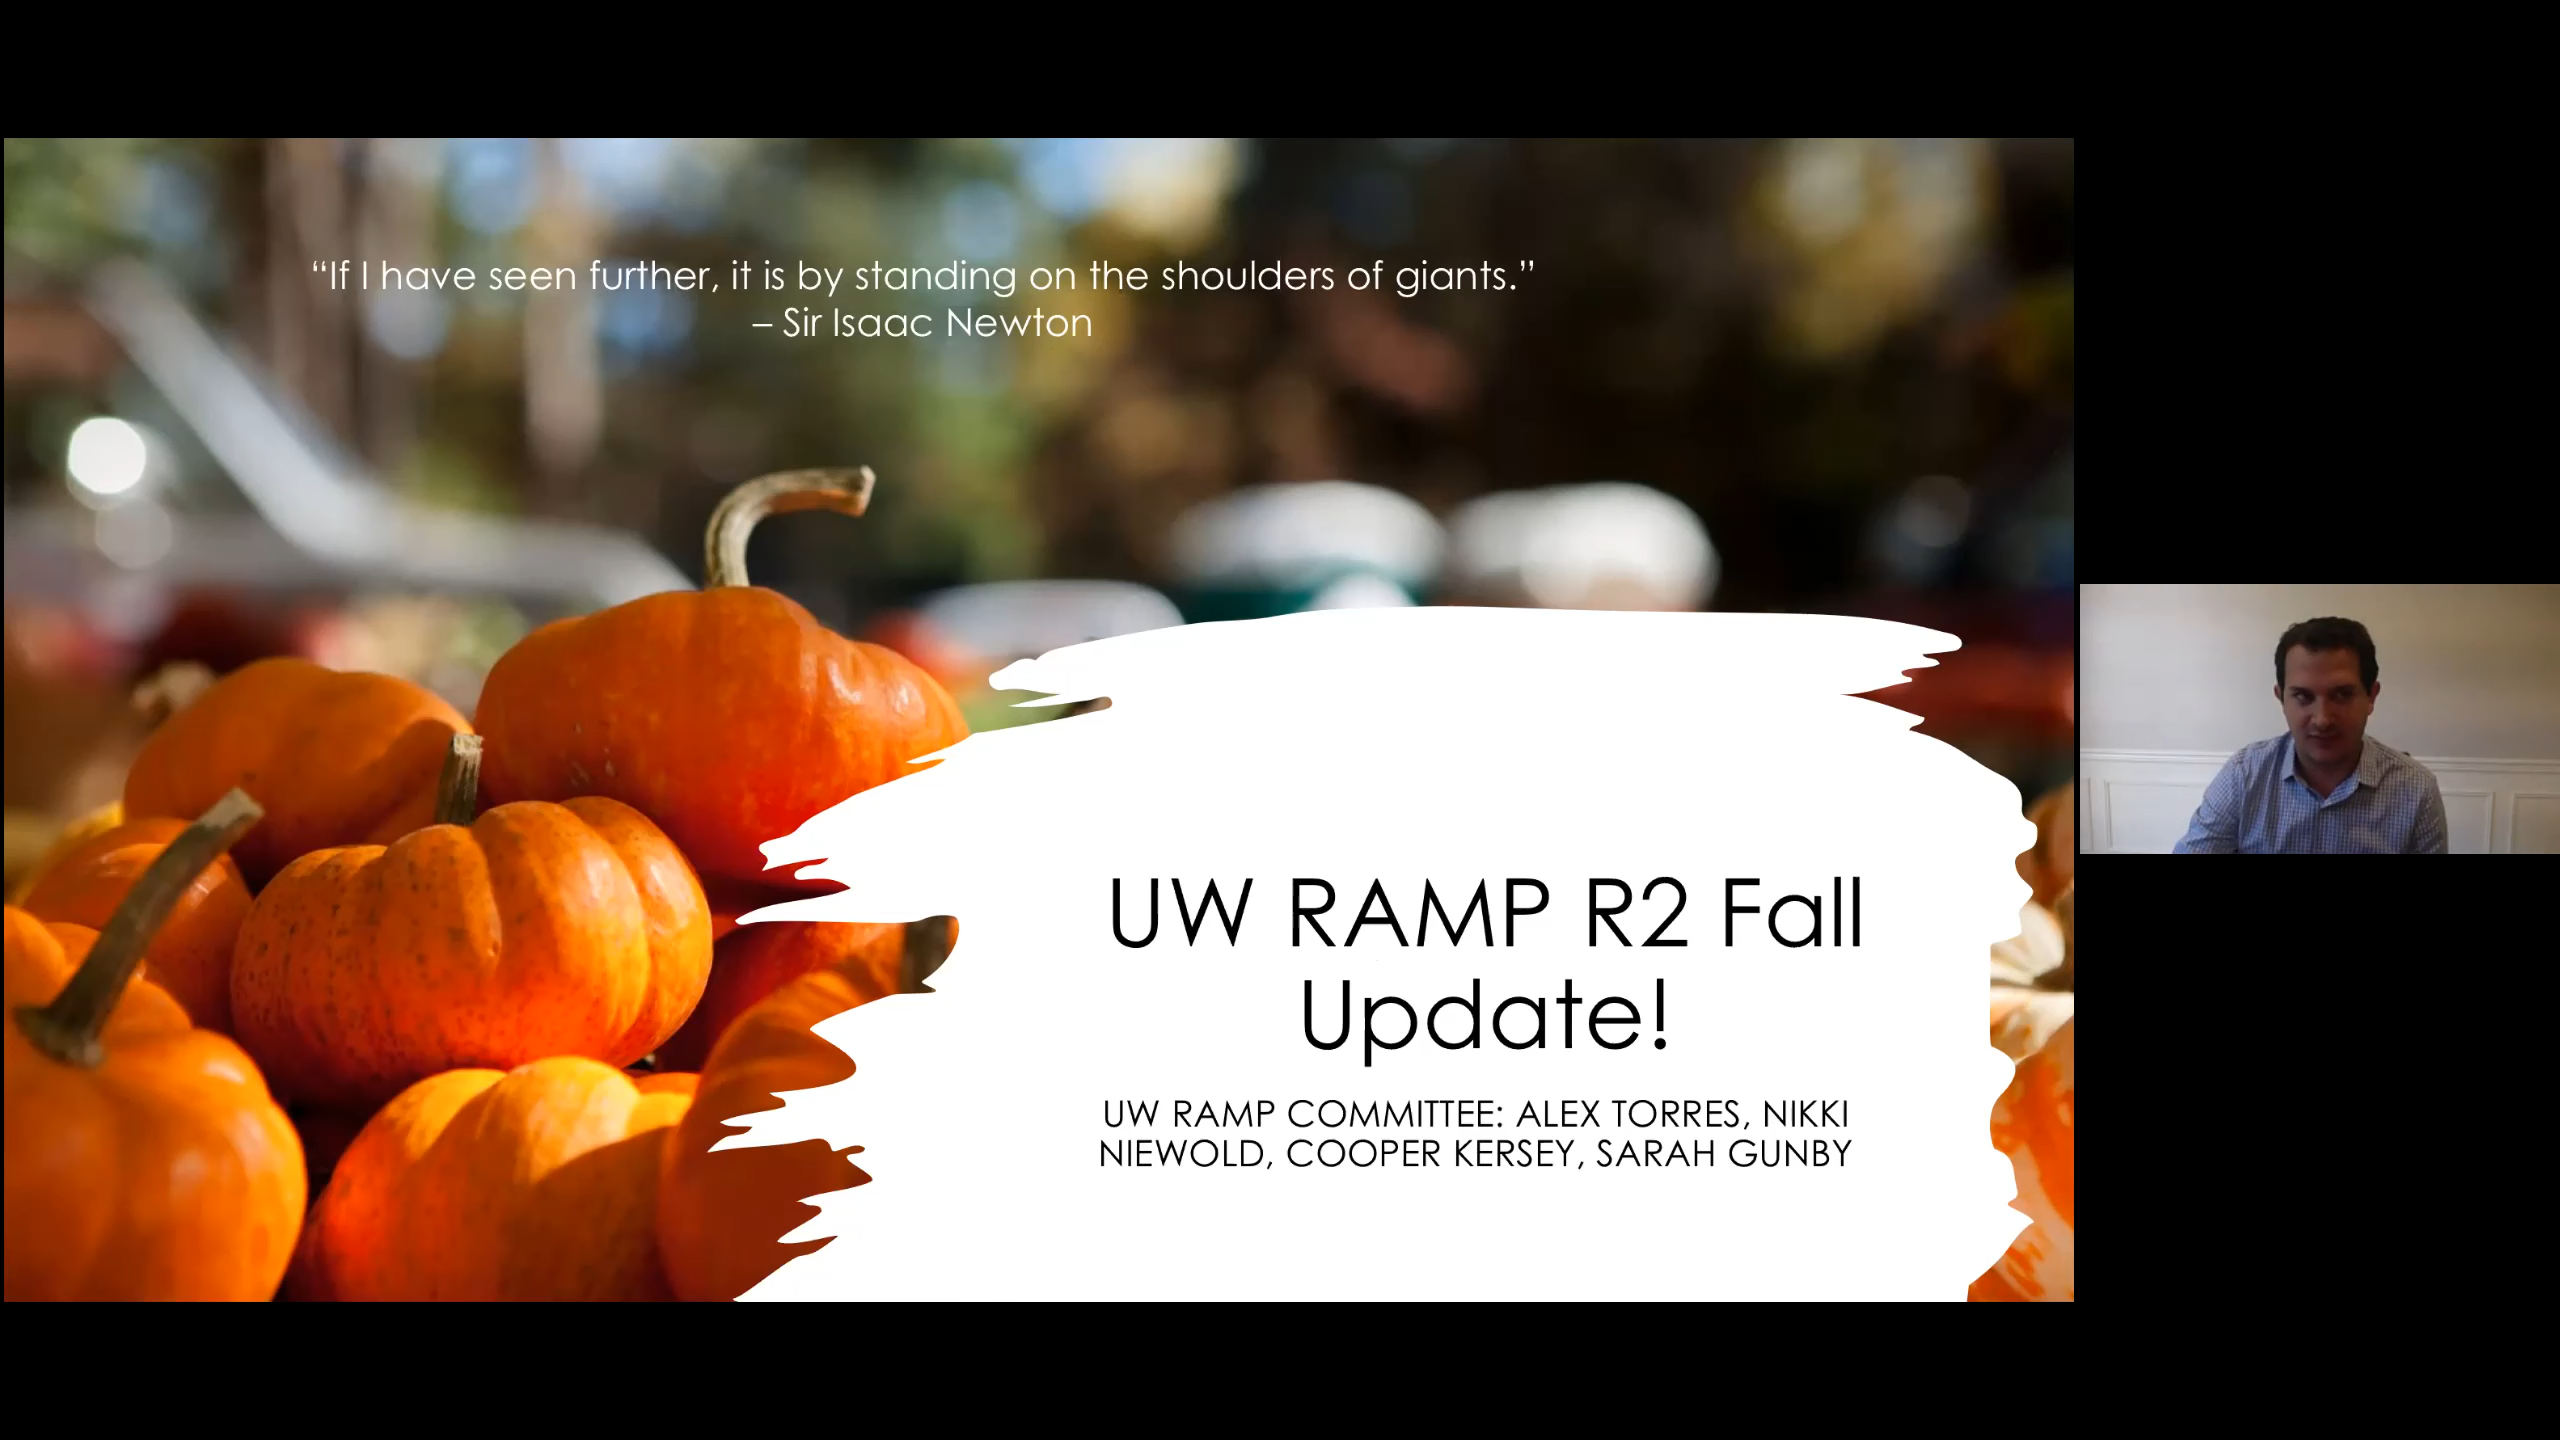 “If I have seen further, it is by standing on the shoulders of giants.”
– Sir Isaac Newton
UW RAMP R2 Fall
Update!
UW RAMP COMMITTEE: ALEX TORRES, NIKKI
NIEWOLD, COOPER KERSEY, SARAH GUNBY